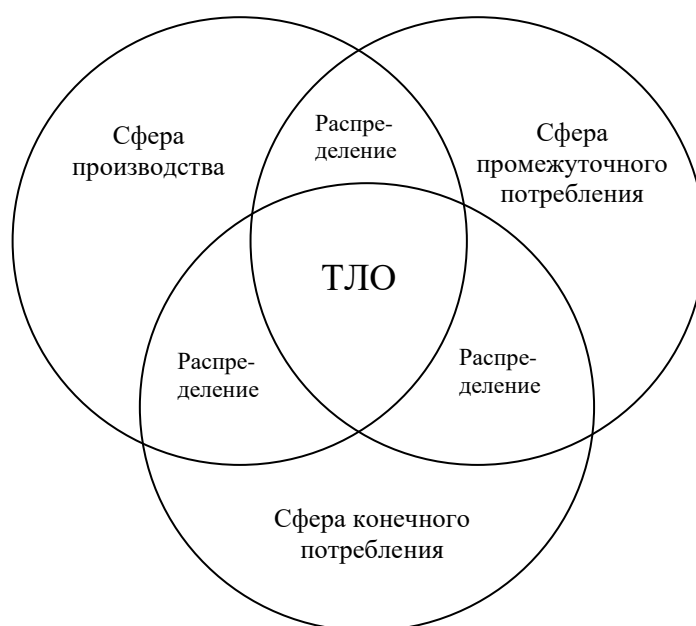 Распре-
деление
Сфера
производства
Сфера
промежуточного
потребления
ТЛО
Распре-
деление
Распре-
деление
Сфера конечного
потребления